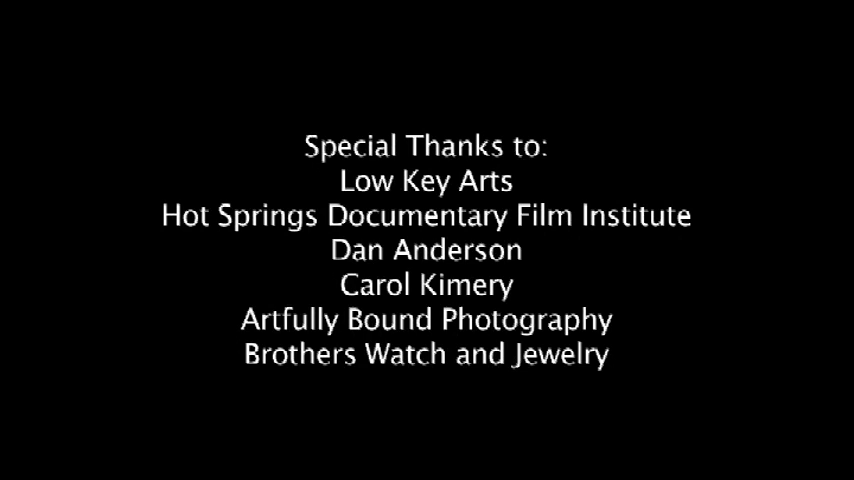 Special Thanks to:
Low Key Arts
Hot Springs Documentary Film Institute
Dan Anderson
Carol Kimery
Artfully Bound Photography
Brothers Watch and Jewelry